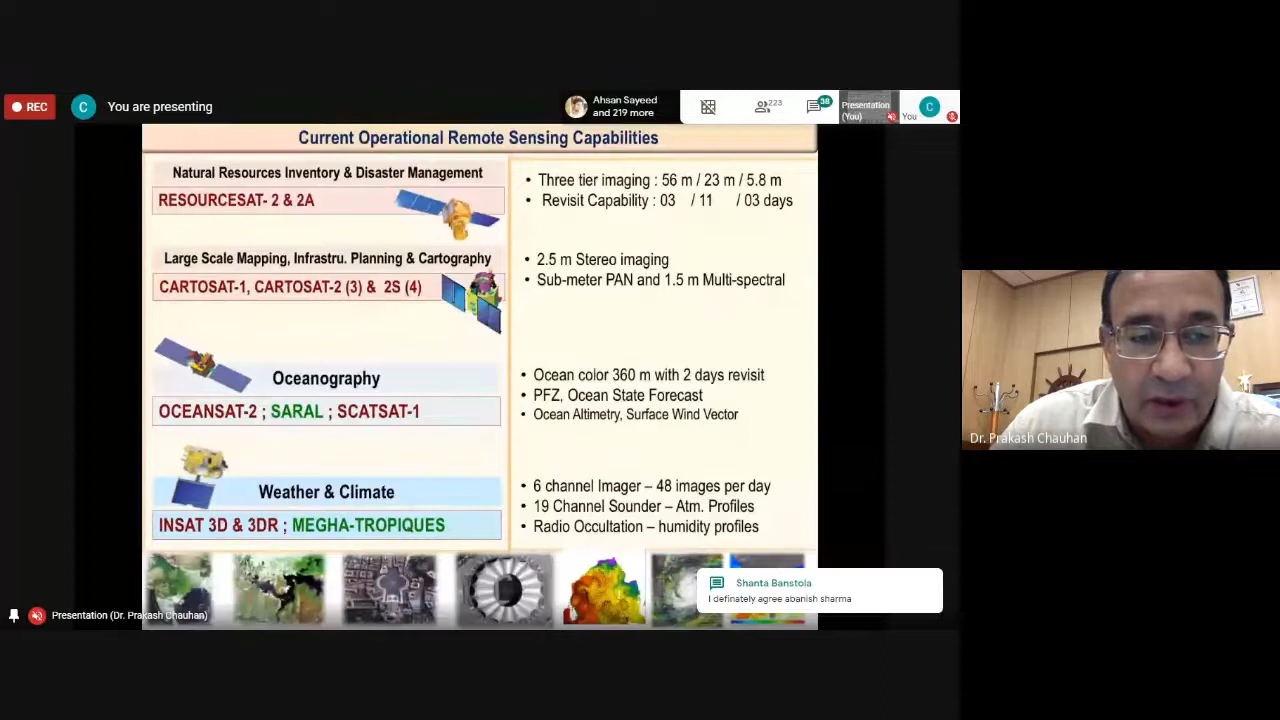 REC
C
You are presenting
Ahsan Sayeed
and 219 more
223
38
Presentation
(You)
You
C
Current Operational Remote Sensing Capabilities
Natural Resources Inventory & Disaster Management
RESOURCESAT- 2 & 2A
• Three tier imaging : 56 m / 23 m / 5.8 m
• Revisit Capability : 03 / 11 / 03 days
Large Scale Mapping, Infrastru. Planning & Cartography
CARTOSAT-1, CARTOSAT-2 (3) & 2S (4)
• 2.5 m Stereo imaging
• Sub-meter PAN and 1.5 m Multi-spectral
Oceanography
OCEANSAT-2 ; SARAL ; SCATSAT-1
• Ocean color 360 m with 2 days revisit
• PFZ, Ocean State Forecast
• Ocean Altimetry, Surface Wind Vector
Weather & Climate
INSAT 3D & 3DR ; MEGHA-TROPIQUES
• 6 channel Imager – 48 images per day
• 19 Channel Sounder – Atm. Profiles
• Radio Occultation – humidity profiles
Shanta Banstola
I definately agree abanish sharma
Presentation (Dr. Prakash Chauhan)
Dr. Prakash Chauhan